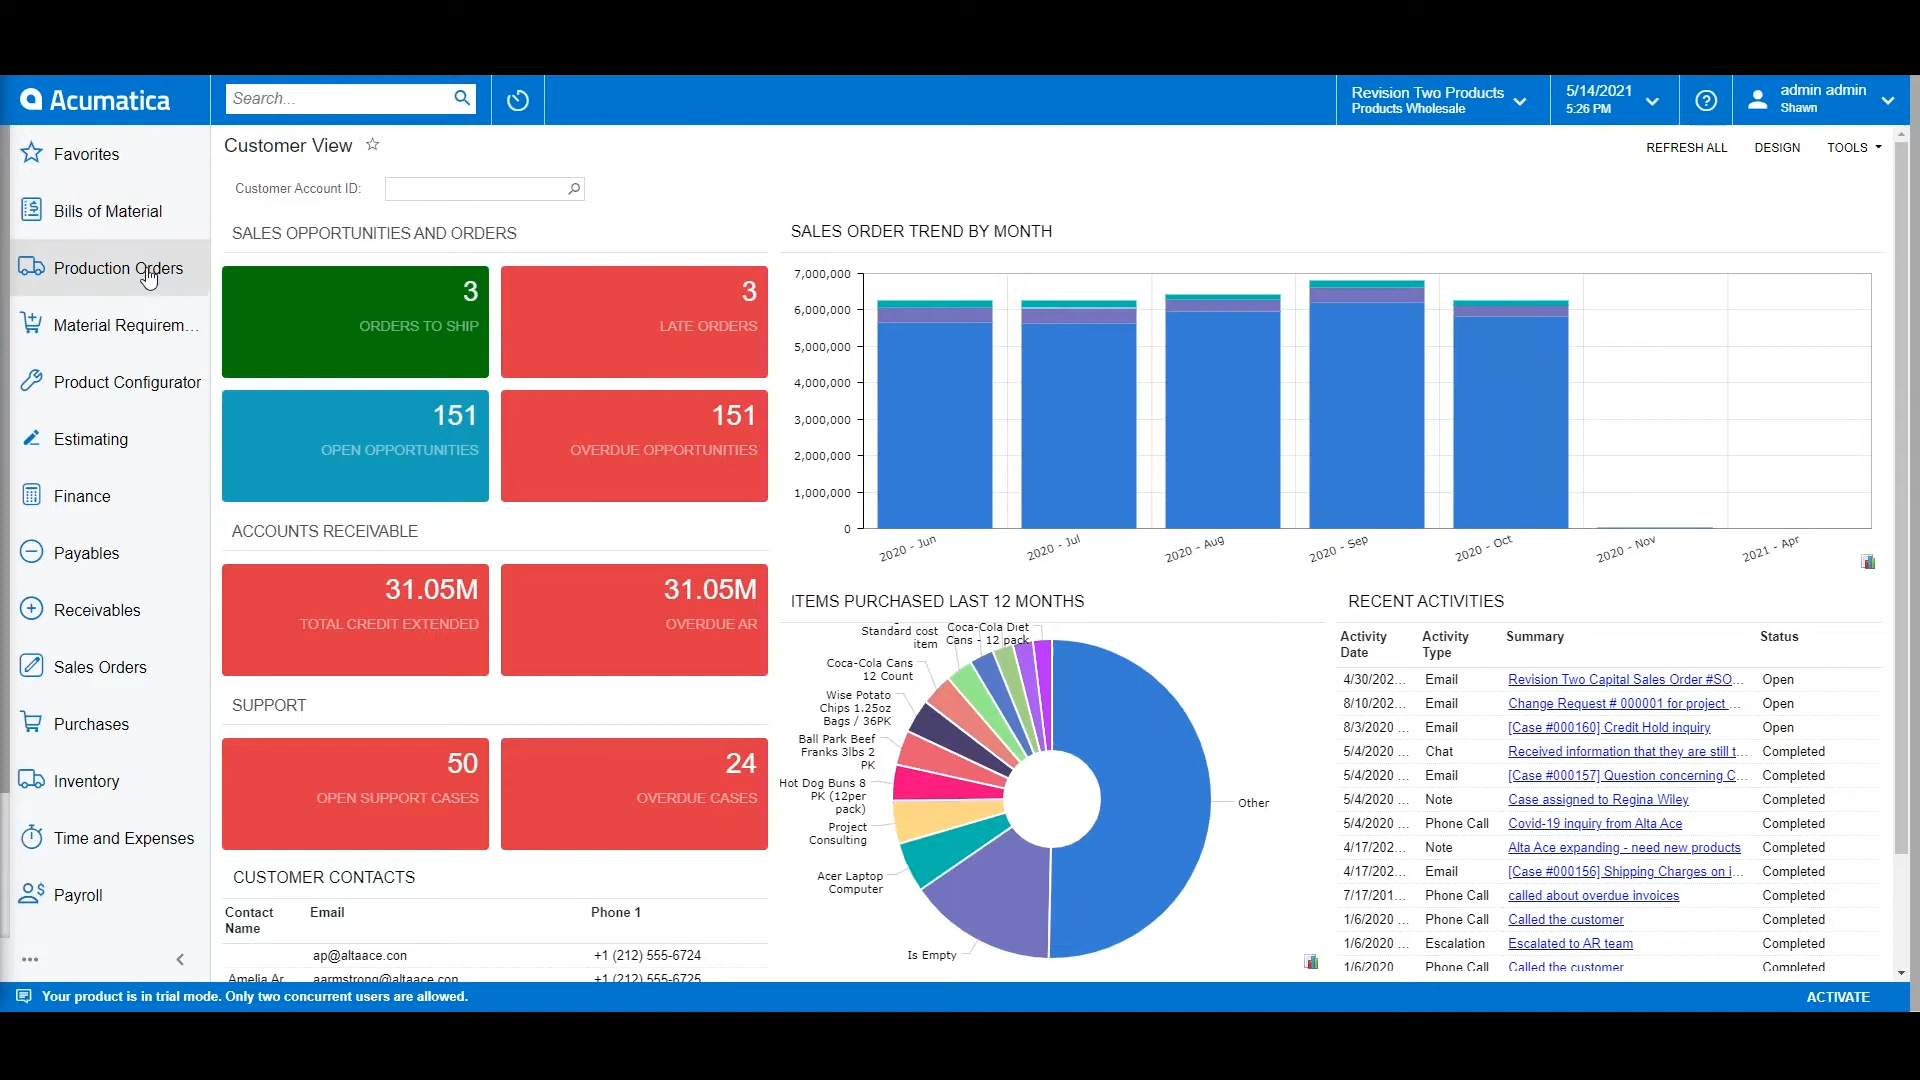 Acumatica
Search...
Revision Two Products
Products Wholesale
5/14/2021
5:26 PM
admin admin
Shawn
Favorites
Bills of Material
Production Orders
Material Requirem...
Product Configurator
Estimating
Finance
Payables
Receivables
Sales Orders
Purchases
Inventory
Time and Expenses
Payroll
Customer View
REFRESH ALL
DESIGN
TOOLS
Customer Account ID:
SALES OPPORTUNITIES AND ORDERS
3
ORDERS TO SHIP
3
LATE ORDERS
151
OPEN OPPORTUNITIES
151
OVERDUE OPPORTUNITIES
ACCOUNTS RECEIVABLE
31.05M
TOTAL CREDIT EXTENDED
31.05M
OVERDUE AR
SUPPORT
50
OPEN SUPPORT CASES
24
OVERDUE CASES
CUSTOMER CONTACTS
Contact Name Email Phone 1
ap@altaace.con +1 (212) 555-6724
Amelia Ar aarmstrong@altaace.con +1 (212) 555-6725
SALES ORDER TREND BY MONTH
7,000,000
6,000,000
5,000,000
4,000,000
3,000,000
2,000,000
1,000,000
0
2020 - Jun
2020 - Jul
2020 - Aug
2020 - Sep
2020 - Oct
2020 - Nov
2021 - Apr
ITEMS PURCHASED LAST 12 MONTHS
Coca-Cola Diet
Cans - 12 pack
Standard cost
item
Coca-Cola Cans
12 Count
Wise Potato
Chips 1.25oz
Bags / 36PK
Ball Park Beef
Franks 3lbs 2
PK
Hot Dog Buns 8
PK (12per
pack)
Project
Consulting
Acer Laptop
Computer
Is Empty
Other
RECENT ACTIVITIES
Activity Date Activity Type Summary Status
4/30/202... Email Revision Two Capital Sales Order #SO... Open
8/10/202... Email Change Request # 000001 for project ... Open
8/3/2020 ... Email [Case #000160] Credit Hold inquiry Open
5/4/2020 ... Chat Received information that they are still t... Completed
5/4/2020 ... Email [Case #000157] Question concerning C... Completed
5/4/2020 ... Note Case assigned to Regina Wiley Completed
5/4/2020 ... Phone Call Covid-19 inquiry from Alta Ace Completed
4/17/202... Note Alta Ace expanding - need new products Completed
4/17/202... Email [Case #000156] Shipping Charges on i... Completed
7/17/201... Phone Call called about overdue invoices Completed
1/6/2020 ... Phone Call Called the customer Completed
1/6/2020 ... Escalation Escalated to AR team Completed
1/6/2020 Phone Call Called the customer Completed
Your product is in trial mode. Only two concurrent users are allowed.
ACTIVATE